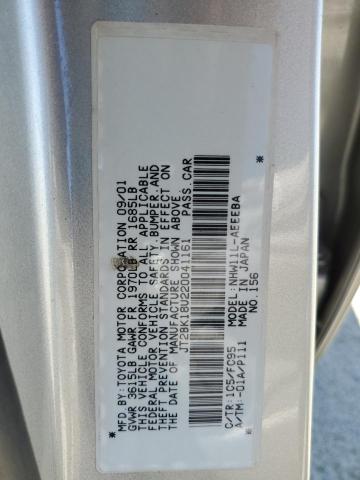 MFD.BY:TOYOTA MOTOR CORPORATION 09/01
GVWR 3615LB GAWR FR 1970LB RR 1685LB
THIS VEHICLE CONFORMS TO ALL APPLICABLE
FEDERAL MOTOR VEHICLE SAFETY,BUMPER,AND
THEFT PREVENTION STANDARDS IN EFFECT ON
THE DATE OF MANUFACTURE SHOWN ABOVE.
*JT2BK18U220041161 PASS.CAR*
C/TR:1C5/FC95 MODEL:NHW11L-AEEEBA
A/TM:-01A/P111 MADE IN JAPAN
NO.156